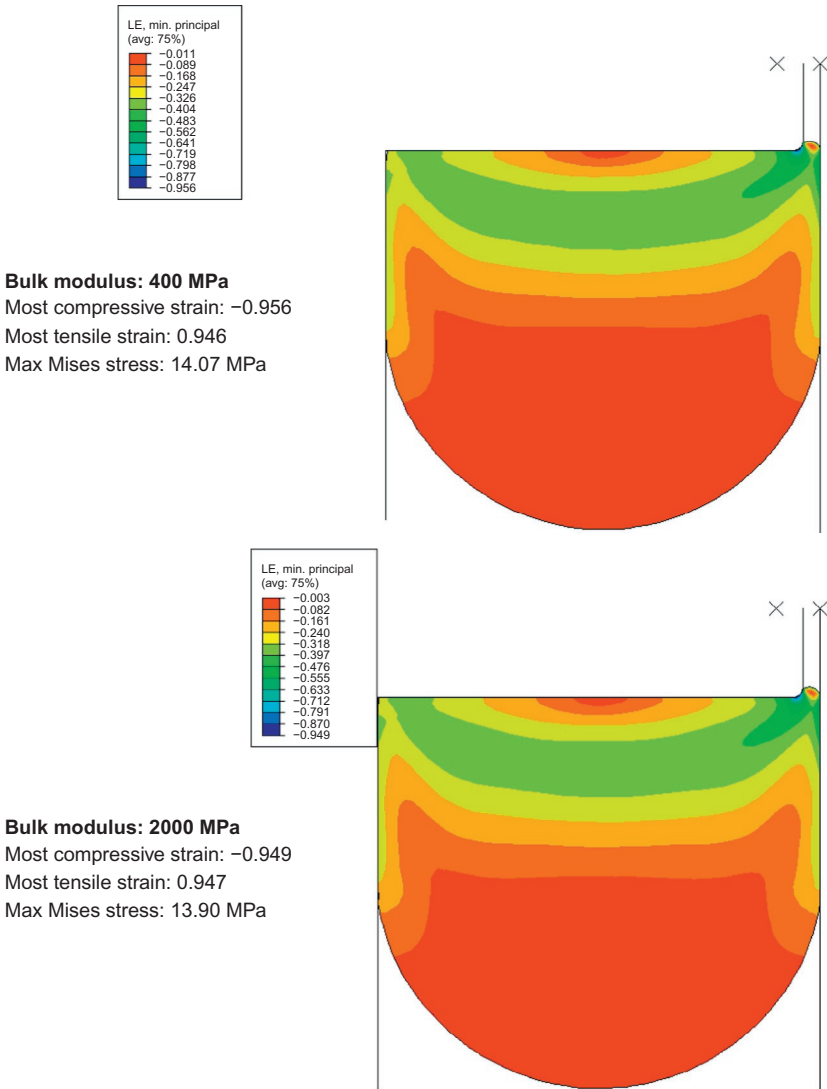 LE, min. principal
(avg: 75%)
−0.011
−0.089
−0.168
−0.247
−0.326
−0.404
−0.483
−0.562
−0.641
−0.719
−0.798
−0.877
−0.956
Bulk modulus: 400 MPa
Most compressive strain: −0.956
Most tensile strain: 0.946
Max Mises stress: 14.07 MPa
LE, min. principal
(avg: 75%)
−0.003
−0.082
−0.161
−0.240
−0.318
−0.397
−0.476
−0.555
−0.633
−0.712
−0.791
−0.870
−0.949
Bulk modulus: 2000 MPa
Most compressive strain: −0.949
Most tensile strain: 0.947
Max Mises stress: 13.90 MPa